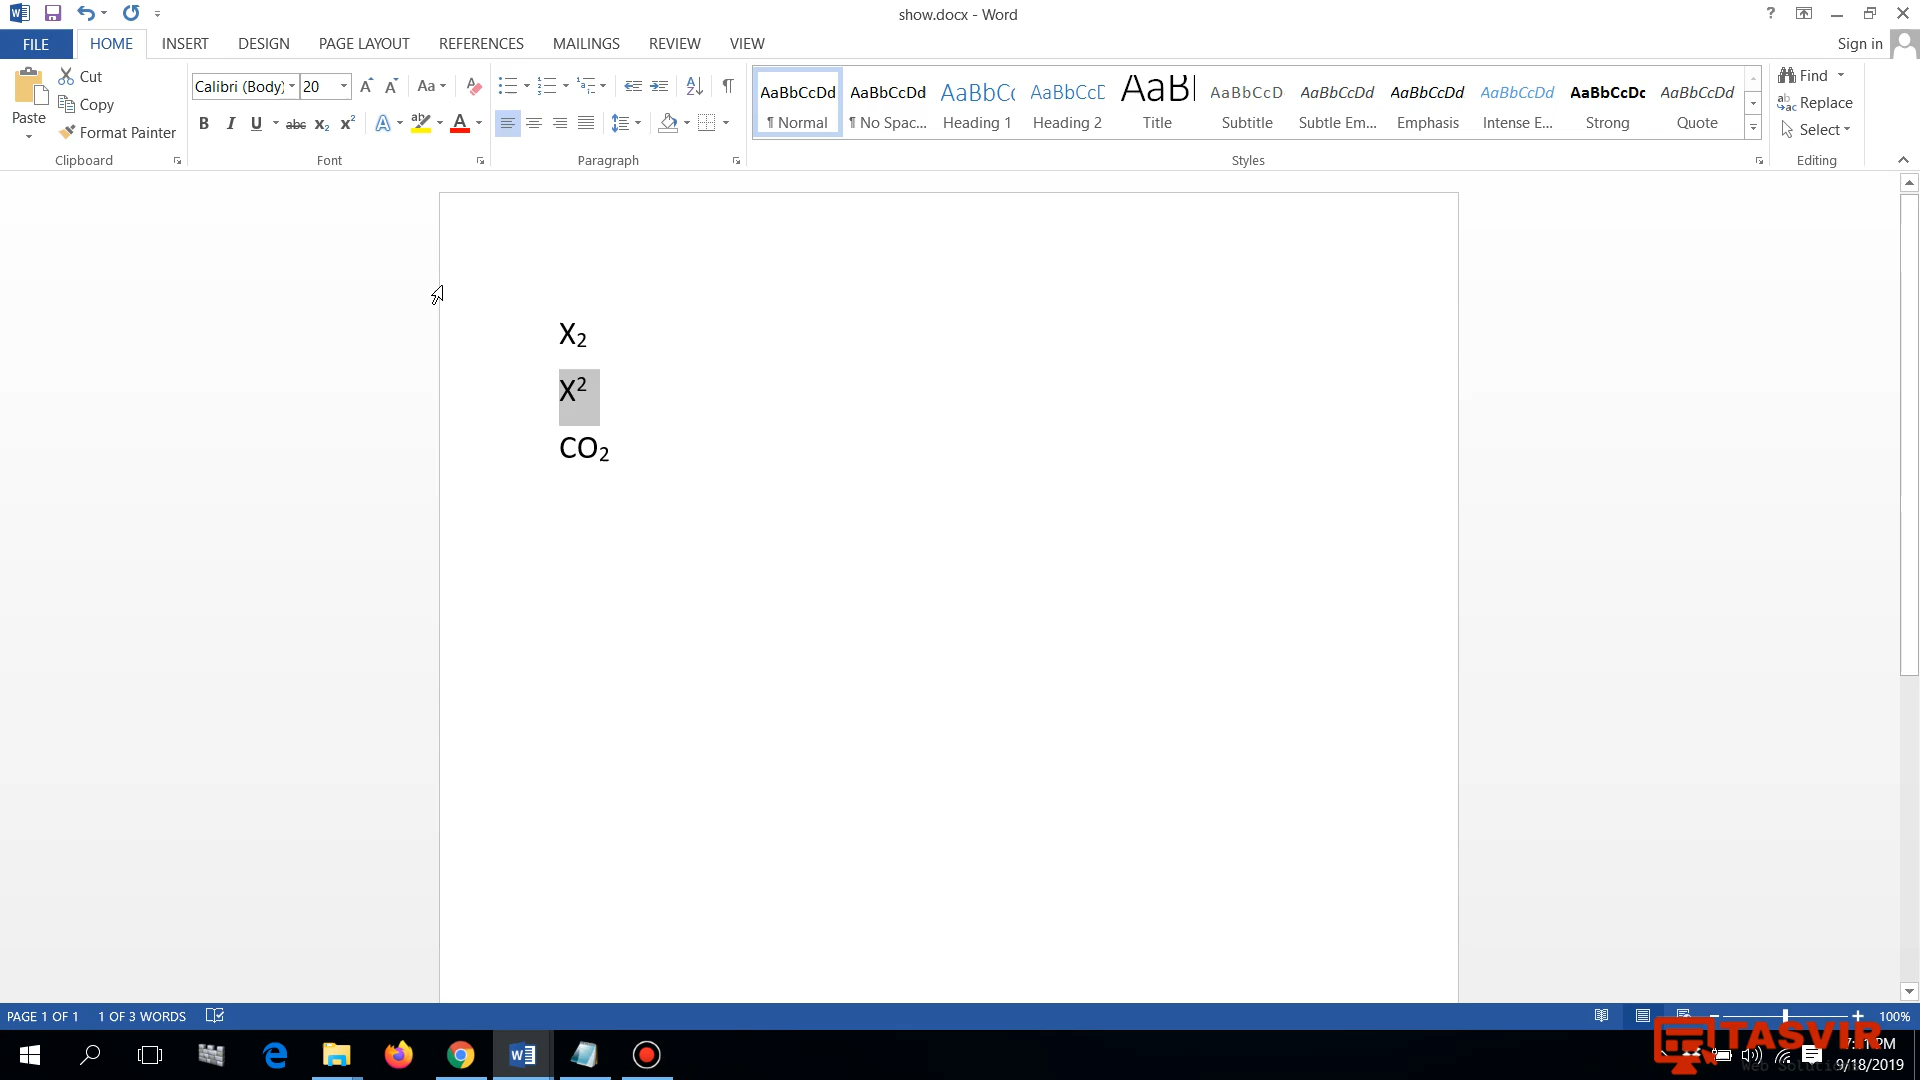 show.docx - Word
FILE HOME INSERT DESIGN PAGE LAYOUT REFERENCES MAILINGS REVIEW VIEW Sign in
Paste
Cut
Copy
Format Painter
Clipboard
Calibri (Body) 20
Font
Paragraph
AaBbCcDd AaBbCcDd AaBbCc AaBbCcD AaBl AaBbCcD AaBbCcDd AaBbCcDd AaBbCcDd AaBbCcDc AaBbCcDd
¶ Normal ¶ No Spac... Heading 1 Heading 2 Title Subtitle Subtle Em... Emphasis Intense E... Strong Quote
Styles
Find
Replace
Select
Editing
X₂
X²
CO₂
PAGE 1 OF 1 1 OF 3 WORDS 100%
TASVIR
9/18/2019